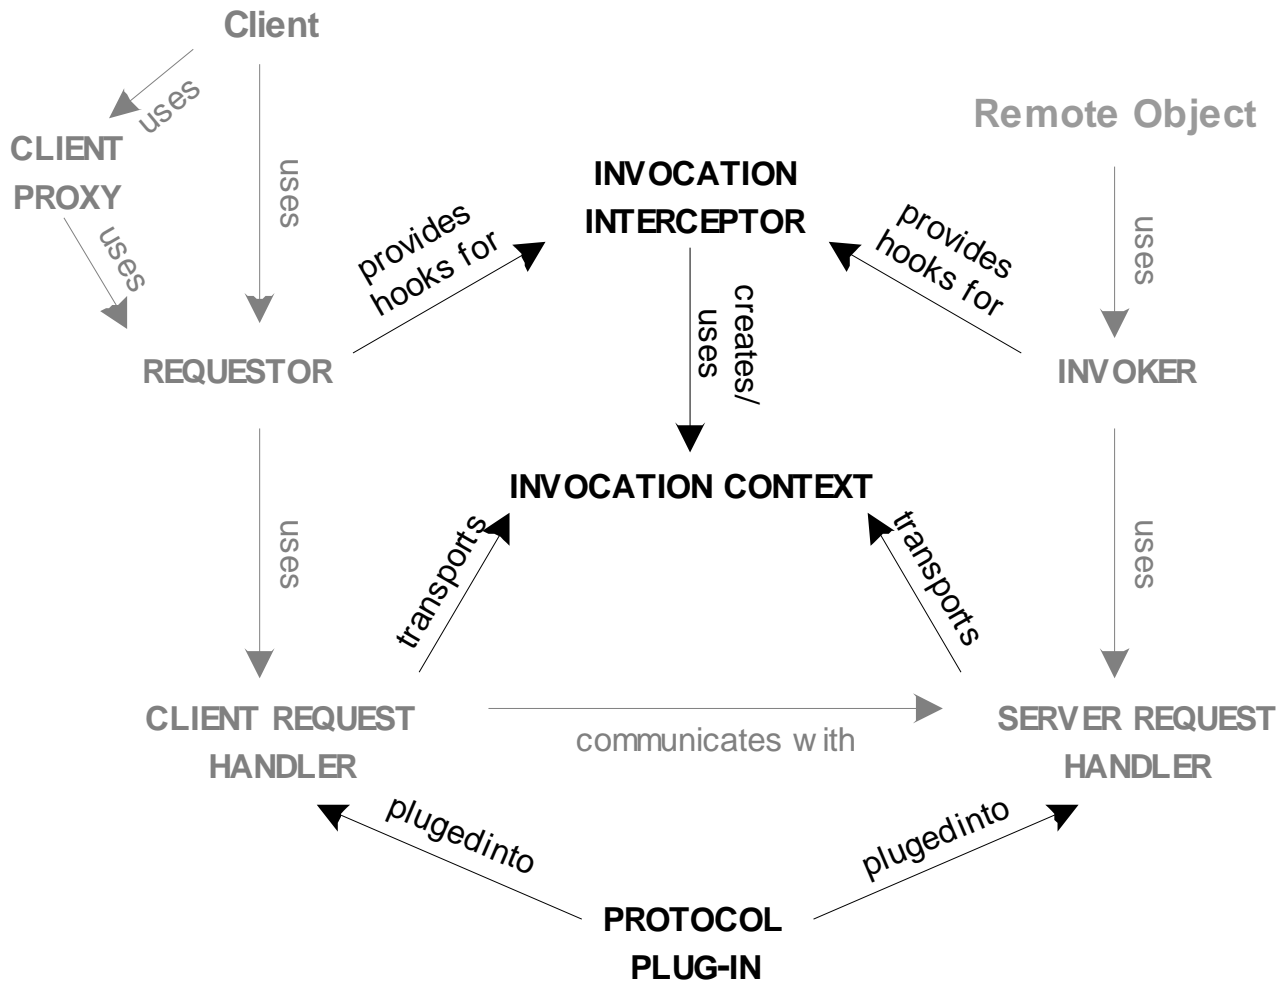 Client
uses
CLIENT
PROXY
uses
uses
Remote Object
INVOCATION
INTERCEPTOR
provides
hooks for
provides
hooks for
uses
creates/
uses
REQUESTOR
INVOKER
INVOCATION CONTEXT
uses
transports
transports
uses
CLIENT REQUEST
HANDLER
communicates with
SERVER REQUEST
HANDLER
plugedinto
plugedinto
PROTOCOL
PLUG-IN